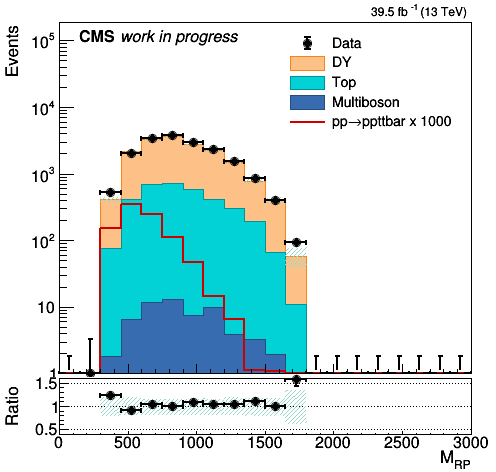 39.5 fb⁻¹ (13 TeV)
CMS work in progress
Events
10⁵
10⁴
10³
10²
10
1
Data
DY
Top
Multiboson
pp→ppttbar x 1000
Ratio
1.5
1
0.5
0 500 1000 1500 2000 2500 3000
M_RP